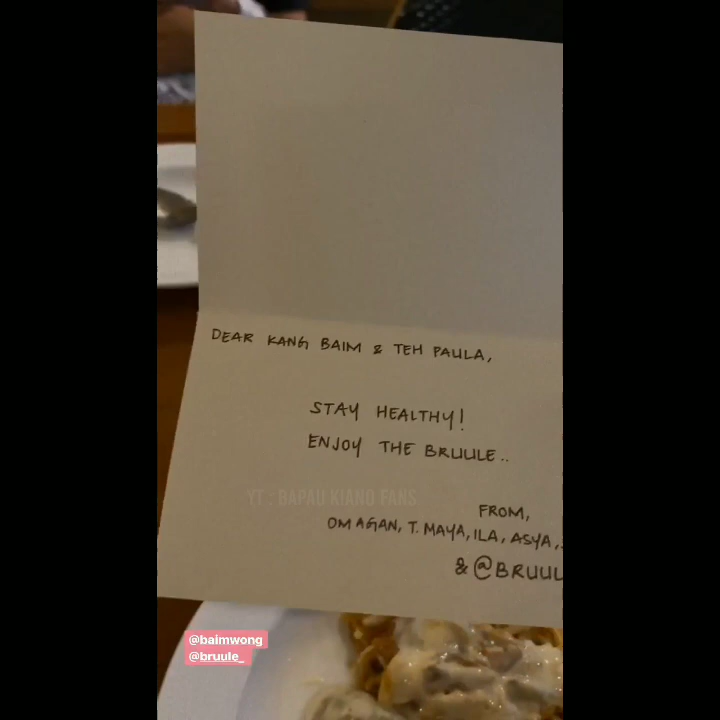 DEAR KANG BAIM & TEH PAULA,
STAY HEALTHY!
ENJOY THE BRUULE..
YT : BAPAU KIANO FANS
FROM,
OM AGAN, T. MAYA, ILA, ASYA,
& @BRUUL
@baimwong
@bruule_